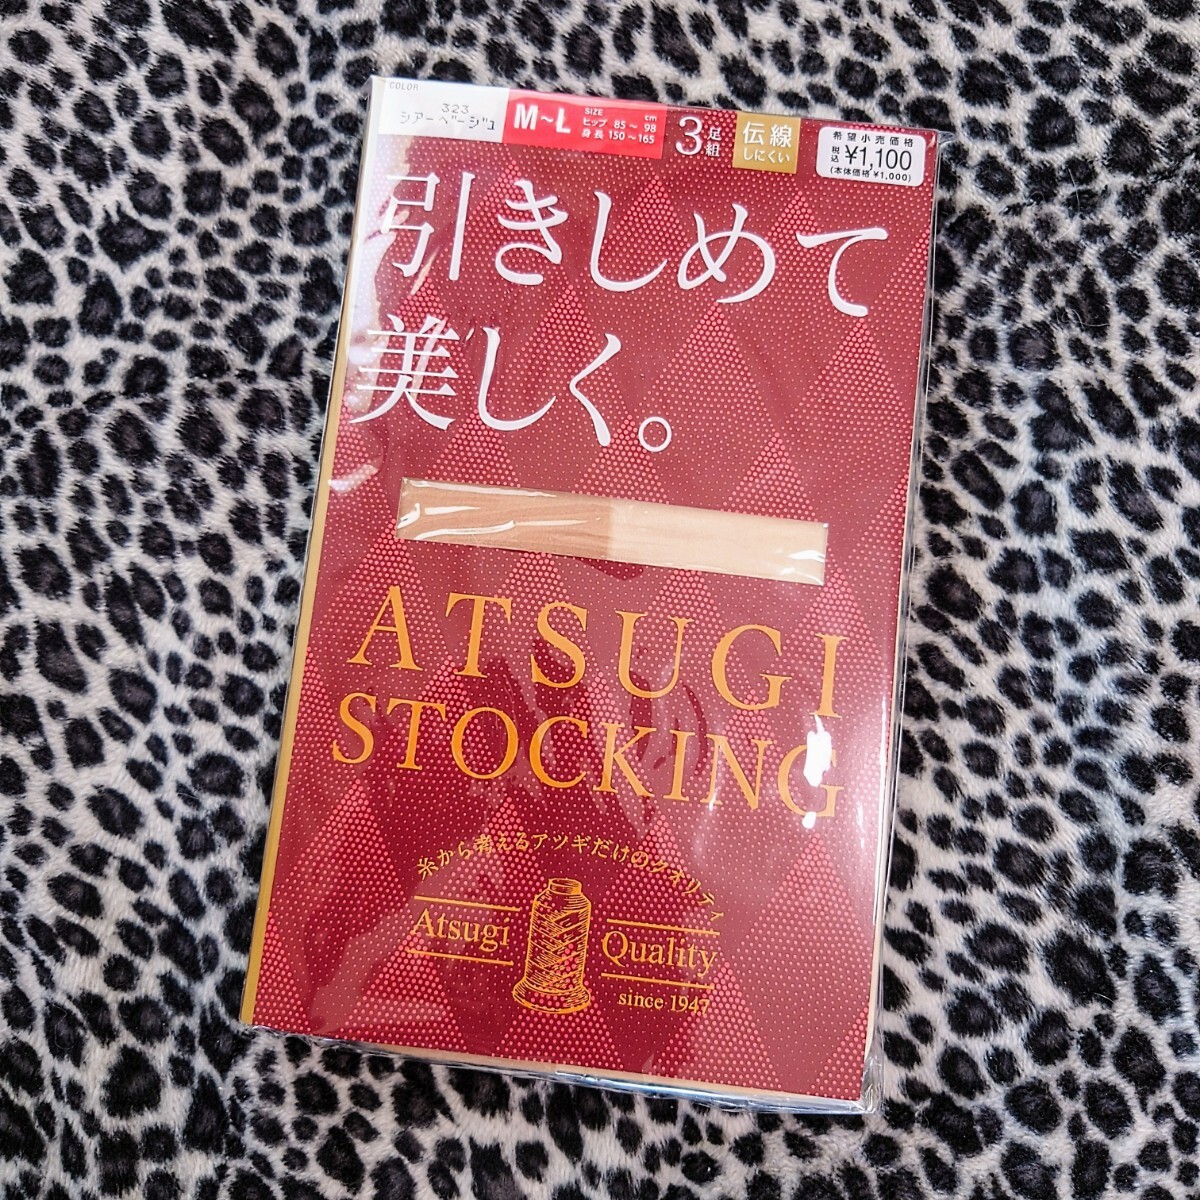 COLOR
323
シアーベージュ
M~L
SIZE
cm
ヒップ 85~98
身長 150~165
3足組
伝線
しにくい
希望小売価格
税込 ¥1,100
(本体価格 ¥1,000)
引きしめて
美しく。
ATSUGI
STOCKING
糸から考えるアツギだけのクオリティ
Atsugi Quality
since 1947